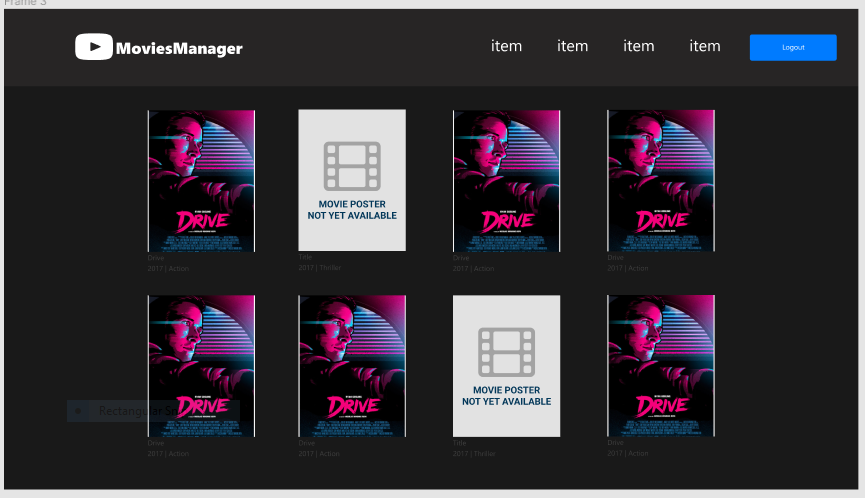 Frame 3
MoviesManager
item item item item
Logout
DRIVE
MOVIE POSTER
NOT YET AVAILABLE
DRIVE
DRIVE
Drive
2017 | Action
Title
2017 | Thriller
Drive
2017 | Action
Drive
2017 | Action
DRIVE
DRIVE
MOVIE POSTER
NOT YET AVAILABLE
DRIVE
Rectangular Sni
Drive
2017 | Action
Drive
2017 | Action
Title
2017 | Thriller
Drive
2017 | Action